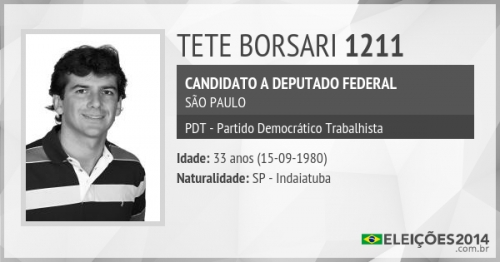 TETE BORSARI 1211
CANDIDATO A DEPUTADO FEDERAL
SÃO PAULO
PDT - Partido Democrático Trabalhista
Idade: 33 anos (15-09-1980)
Naturalidade: SP - Indaiatuba
ELEIÇÕES2014
.com.br